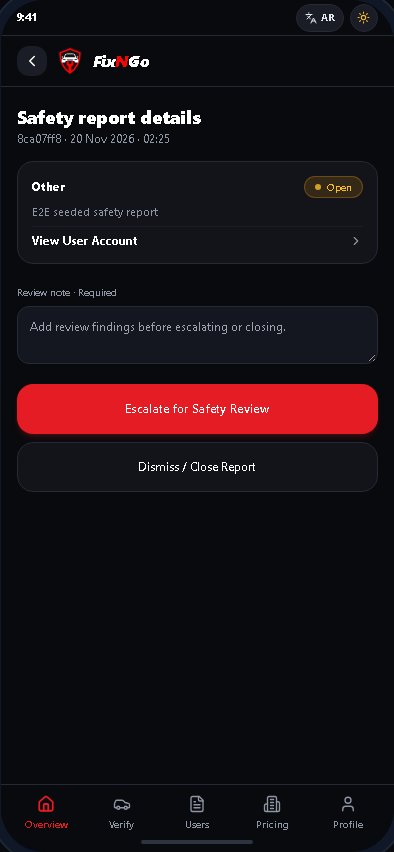 9:41
AR
FixNGo
Safety report details
8ca07ff8 · 20 Nov 2026 · 02:25
Other
Open
E2E seeded safety report
View User Account
Review note · Required
Add review findings before escalating or closing.
Escalate for Safety Review
Dismiss / Close Report
Overview
Verify
Users
Pricing
Profile